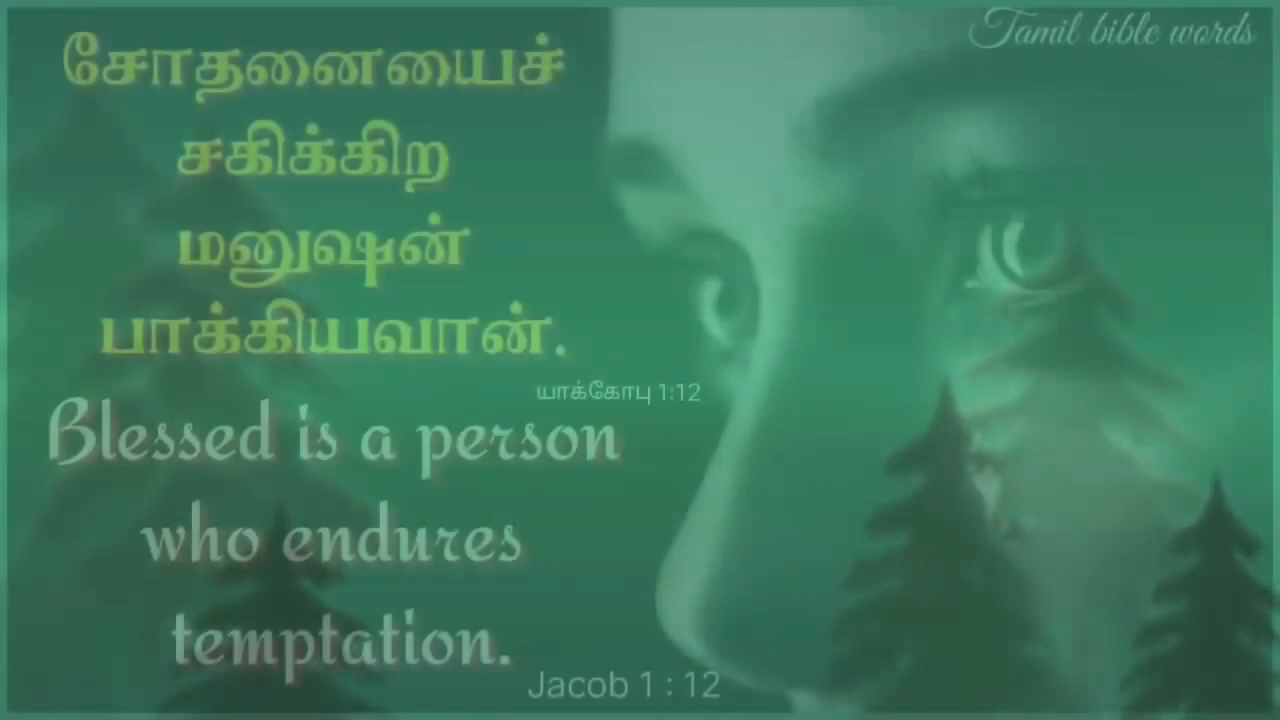 Tamil bible words
சோதனையைச்
சகிக்கிற
மனுஷன்
பாக்கியவான்.
யாக்கோபு 1:12
Blessed is a person
who endures
temptation.
Jacob 1 : 12